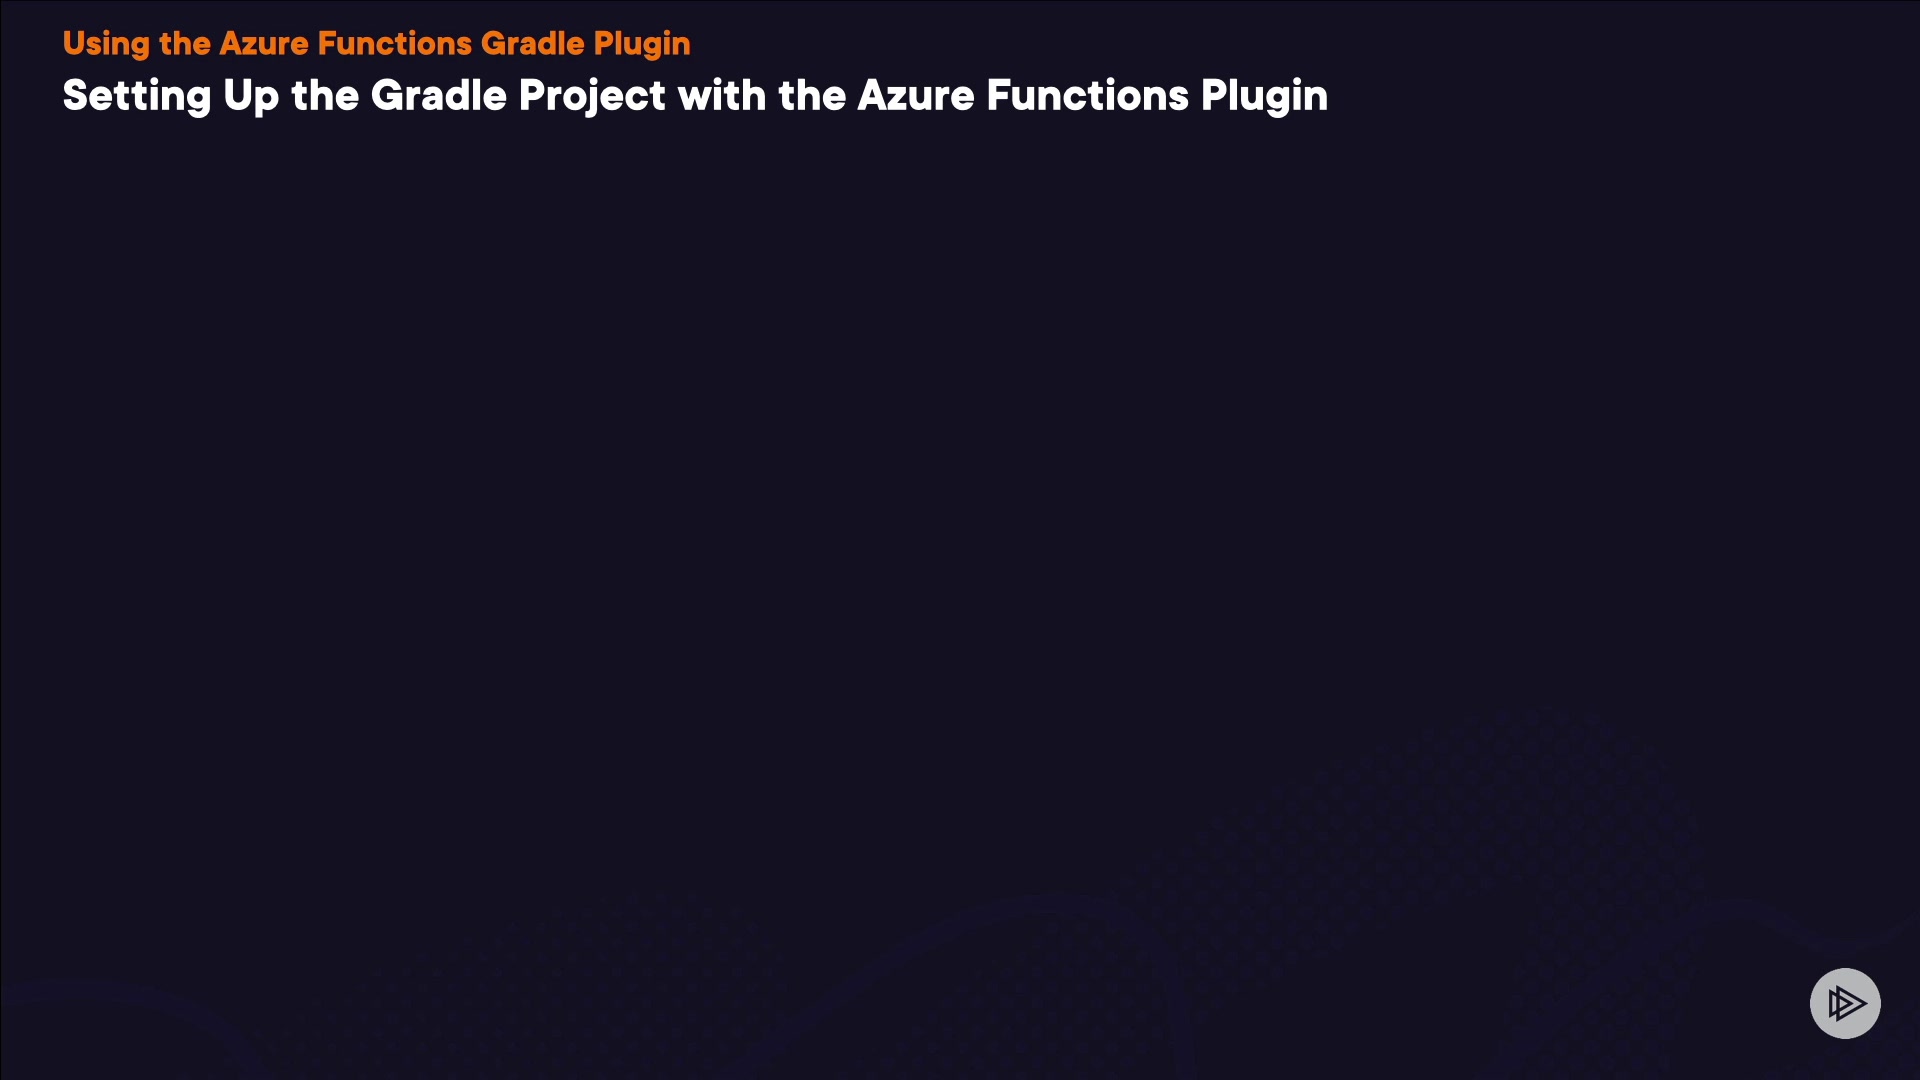 Using the Azure Functions Gradle Plugin
Setting Up the Gradle Project with the Azure Functions Plugin